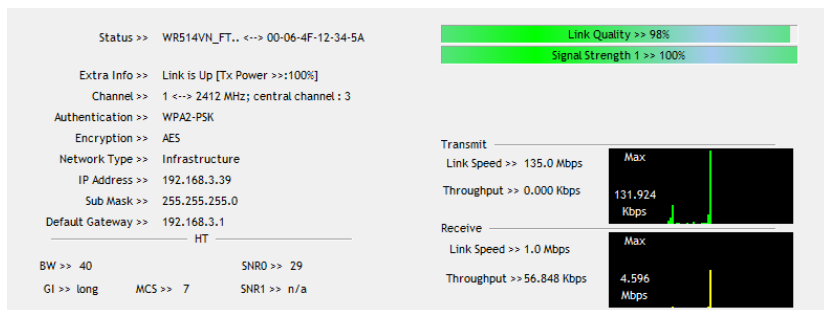 Status >> WR514VN_FT.. <--> 00-06-4F-12-34-5A
Extra Info >> Link is Up [Tx Power >>:100%]
Channel >> 1 <--> 2412 MHz; central channel : 3
Authentication >> WPA2-PSK
Encryption >> AES
Network Type >> Infrastructure
IP Address >> 192.168.3.39
Sub Mask >> 255.255.255.0
Default Gateway >> 192.168.3.1
HT
BW >> 40 SNR0 >> 29
GI >> long MCS >> 7 SNR1 >> n/a
Link Quality >> 98%
Signal Strength 1 >> 100%
Transmit
Link Speed >> 135.0 Mbps
Throughput >> 0.000 Kbps
Max
131.924
Kbps
Receive
Link Speed >> 1.0 Mbps
Throughput >> 56.848 Kbps
Max
4.596
Mbps